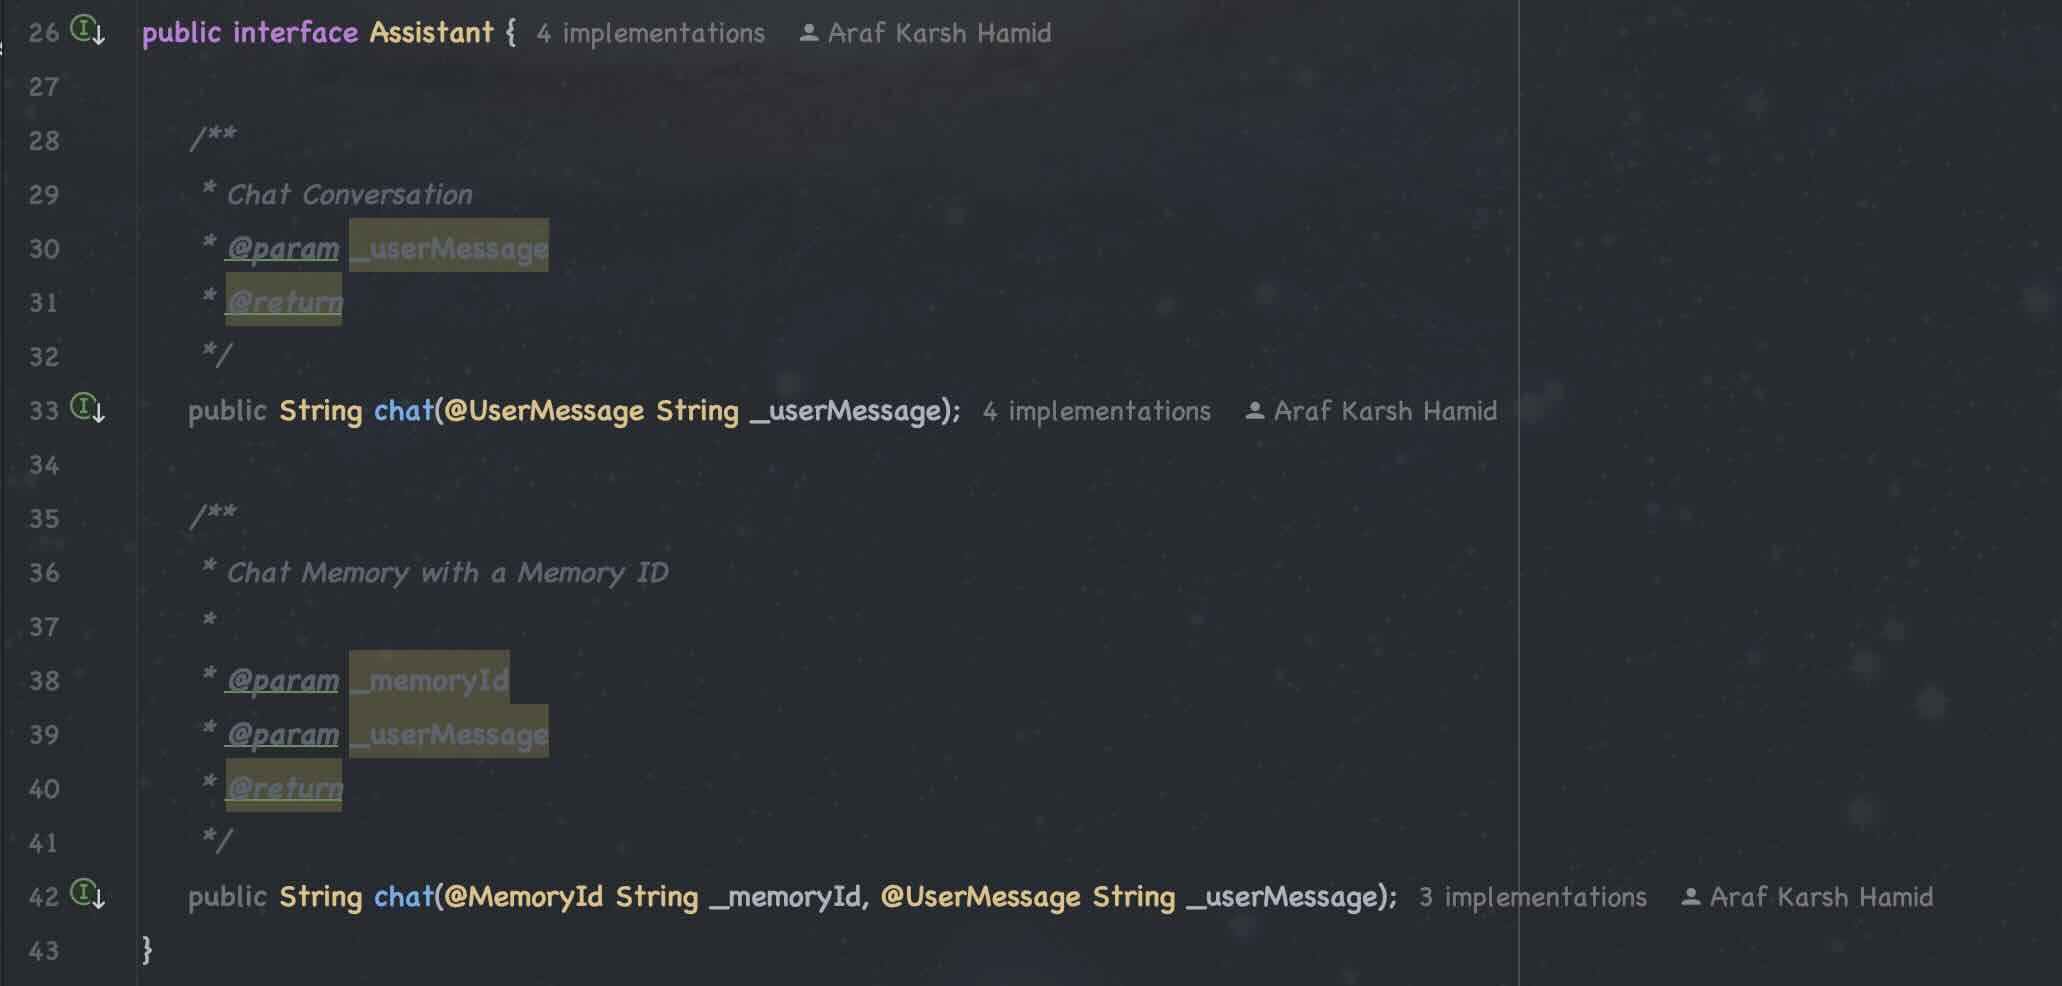 26 public interface Assistant { 4 implementations Araf Karsh Hamid
27
28 /**
29 * Chat Conversation
30 * @param _userMessage
31 * @return
32 */
33 public String chat(@UserMessage String _userMessage); 4 implementations Araf Karsh Hamid
34
35 /**
36 * Chat Memory with a Memory ID
37 *
38 * @param _memoryId
39 * @param _userMessage
40 * @return
41 */
42 public String chat(@MemoryId String _memoryId, @UserMessage String _userMessage); 3 implementations Araf Karsh Hamid
43 }